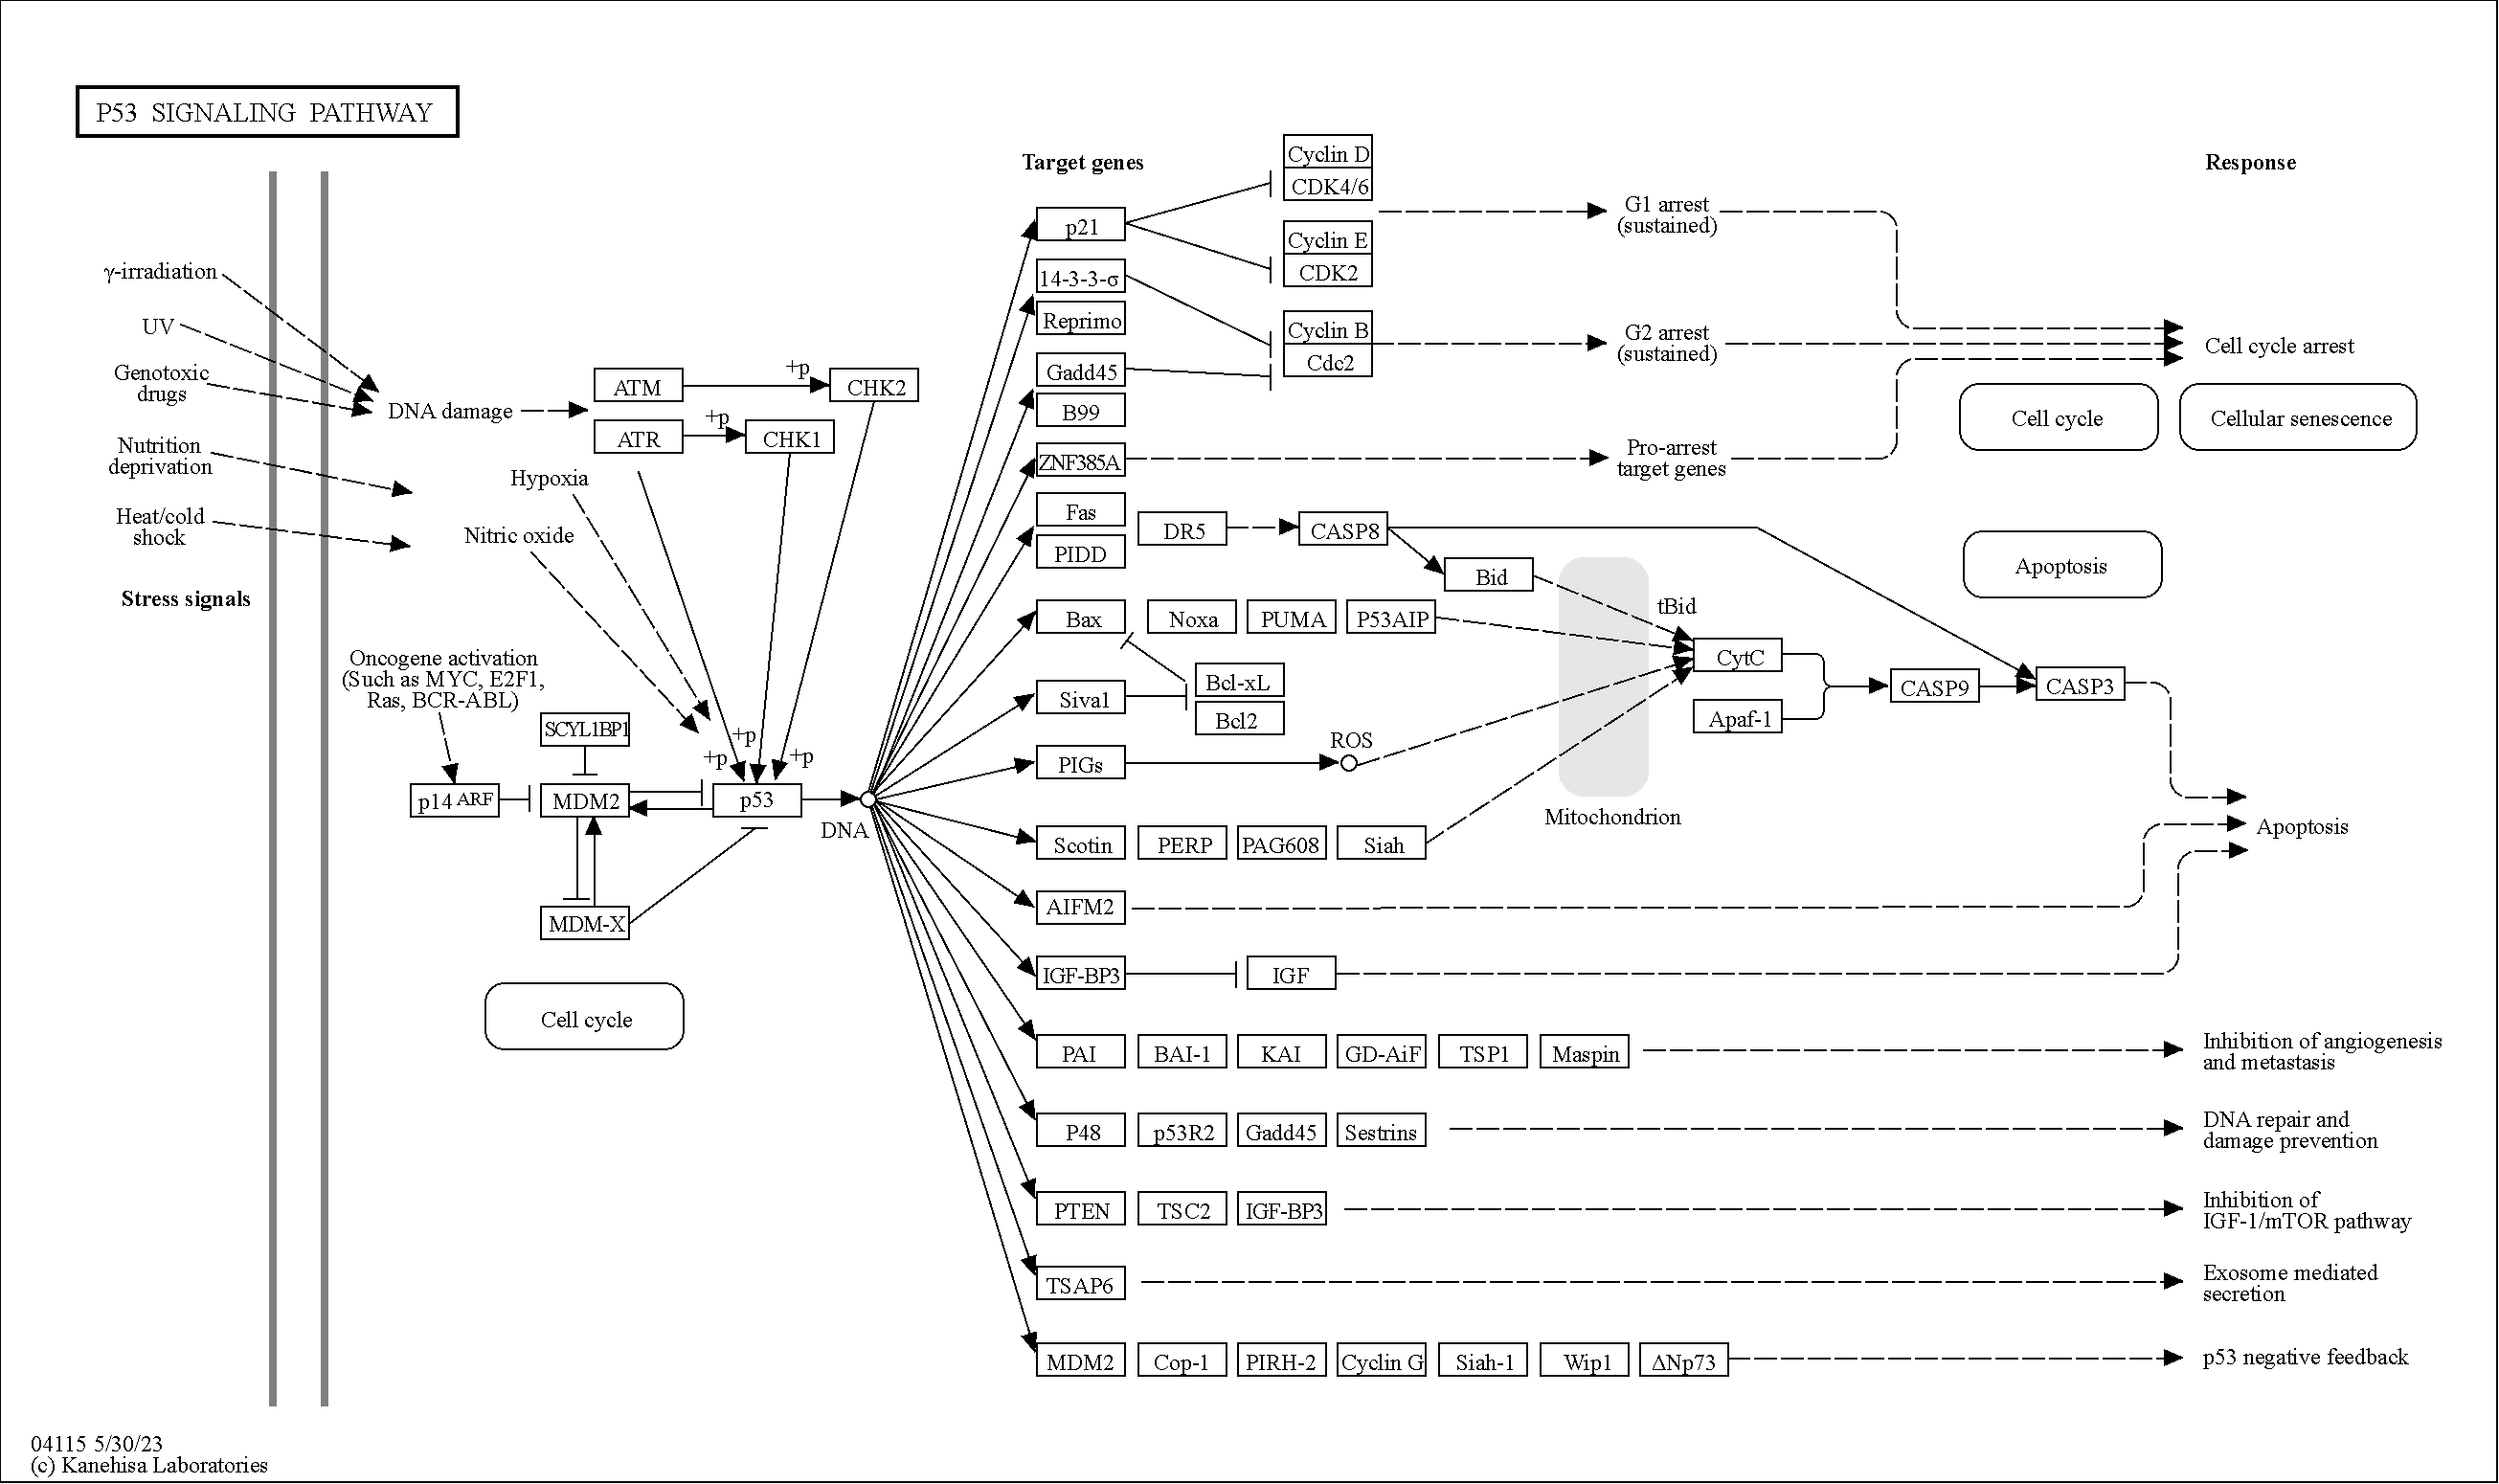 P53 SIGNALING PATHWAY
Target genes
Response
Cyclin D
CDK4/6
p21
G1 arrest
(sustained)
Cyclin E
CDK2
γ-irradiation
14-3-3-σ
UV
Reprimo
Cyclin B
G2 arrest
(sustained)
Cell cycle arrest
Cdc2
Genotoxic
drugs
ATM
+p
CHK2
Gadd45
DNA damage
B99
Cell cycle
Cellular senescence
ATR
+p
CHK1
Nutrition
deprivation
ZNF385A
Pro-arrest
target genes
Hypoxia
Fas
Heat/cold
shock
Nitric oxide
DR5
CASP8
PIDD
Apoptosis
Bid
Stress signals
tBid
Bax
Noxa
PUMA
P53AIP
Oncogene activation
(Such as MYC, E2F1,
Ras, BCR-ABL)
CytC
Bcl-xL
CASP9
CASP3
Siva1
Bcl2
Apaf-1
SCYL1BP1
+p
+p
+p
PIGs
ROS
p14 ARF
MDM2
p53
DNA
Mitochondrion
Apoptosis
Scotin
PERP
PAG608
Siah
MDM-X
AIFM2
IGF-BP3
IGF
Cell cycle
PAI
BAI-1
KAI
GD-AiF
TSP1
Maspin
Inhibition of angiogenesis
and metastasis
P48
p53R2
Gadd45
Sestrins
DNA repair and
damage prevention
PTEN
TSC2
IGF-BP3
Inhibition of
IGF-1/mTOR pathway
TSAP6
Exosome mediated
secretion
MDM2
Cop-1
PIRH-2
Cyclin G
Siah-1
Wip1
ΔNp73
p53 negative feedback
04115 5/30/23
(c) Kanehisa Laboratories